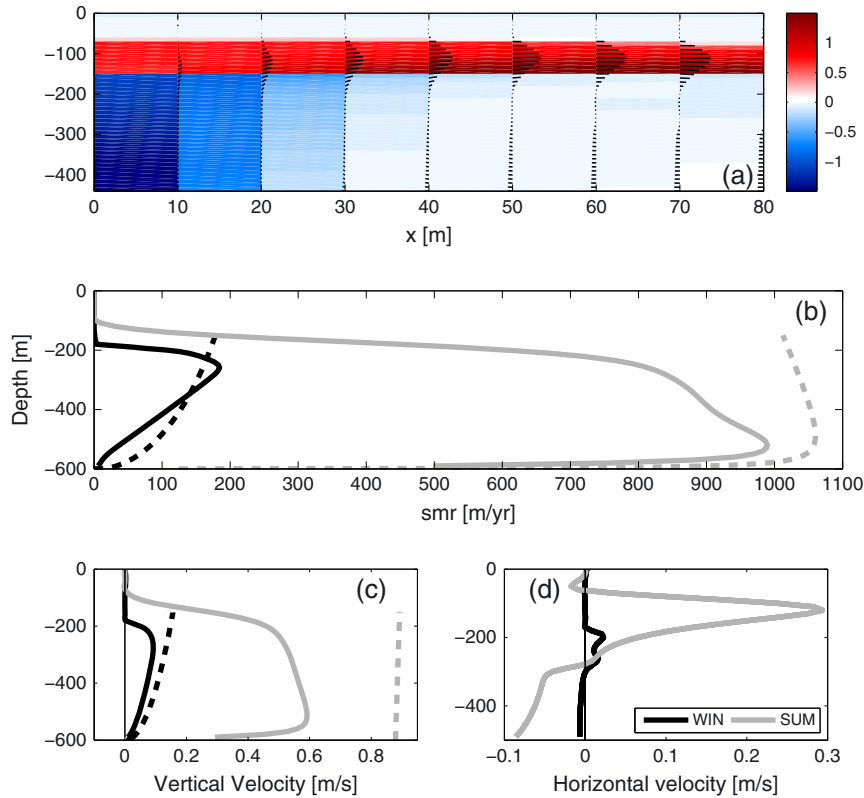 0
−100
−200
−300
−400
0 10 20 30 40 50 60 70 80
x [m]
(a)
1
0.5
0
−0.5
−1
(b)
Depth [m]
0
−200
−400
−600
0 100 200 300 400 500 600 700 800 900 1000 1100
smr [m/yr]
(c)
0
−200
−400
−600
0 0.2 0.4 0.6 0.8
Vertical Velocity [m/s]
(d)
0
−200
−400
WIN SUM
−0.1 0 0.1 0.2 0.3
Horizontal velocity [m/s]